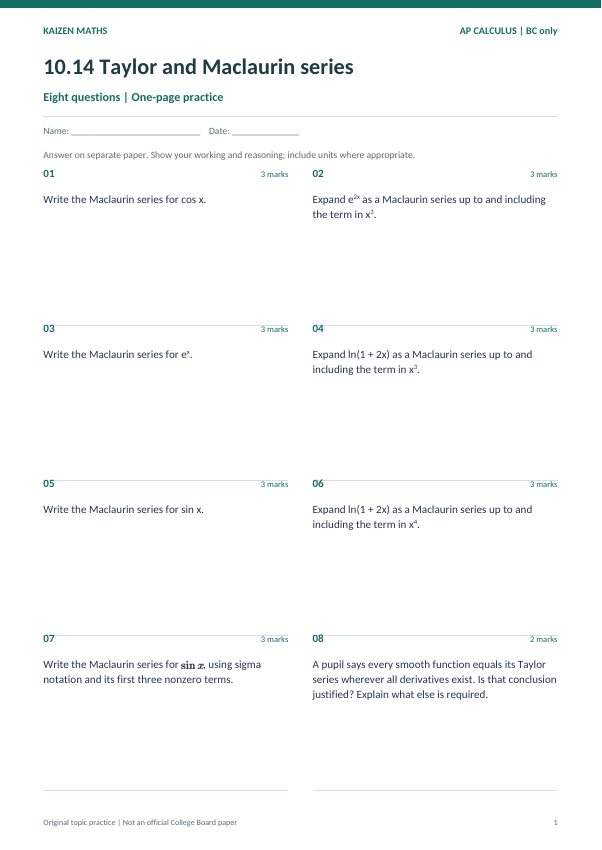 KAIZEN MATHS
AP CALCULUS | BC only
10.14 Taylor and Maclaurin series
Eight questions | One-page practice
Name: ____________________________ Date: ______________
Answer on separate paper. Show your working and reasoning; include units where appropriate.
01 3 marks
Write the Maclaurin series for cos x.
02 3 marks
Expand e²ˣ as a Maclaurin series up to and including
the term in x³.
03 3 marks
Write the Maclaurin series for eˣ.
04 3 marks
Expand ln(1 + 2x) as a Maclaurin series up to and
including the term in x³.
05 3 marks
Write the Maclaurin series for sin x.
06 3 marks
Expand ln(1 + 2x) as a Maclaurin series up to and
including the term in x⁴.
07 3 marks
Write the Maclaurin series for sin x, using sigma
notation and its first three nonzero terms.
08 2 marks
A pupil says every smooth function equals its Taylor
series wherever all derivatives exist. Is that conclusion
justified? Explain what else is required.
Original topic practice | Not an official College Board paper
1